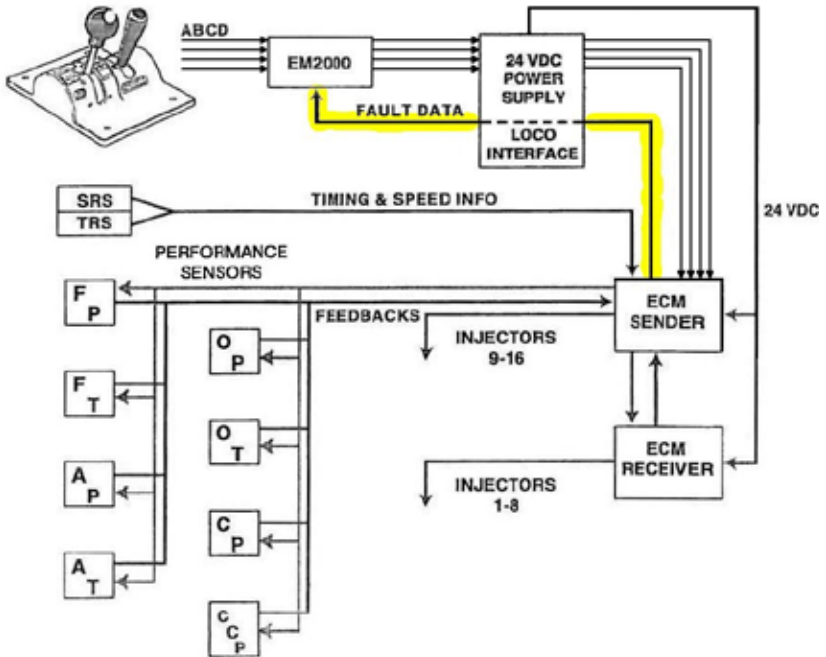 ABCD
EM2000
24 VDC
POWER
SUPPLY
FAULT DATA
LOCO
INTERFACE
SRS
TRS
TIMING & SPEED INFO
24 VDC
PERFORMANCE
SENSORS
F
P
FEEDBACKS
ECM
SENDER
INJECTORS
9-16
O
P
F
T
O
T
ECM
RECEIVER
INJECTORS
1-8
A
P
C
P
A
T
C
C
P